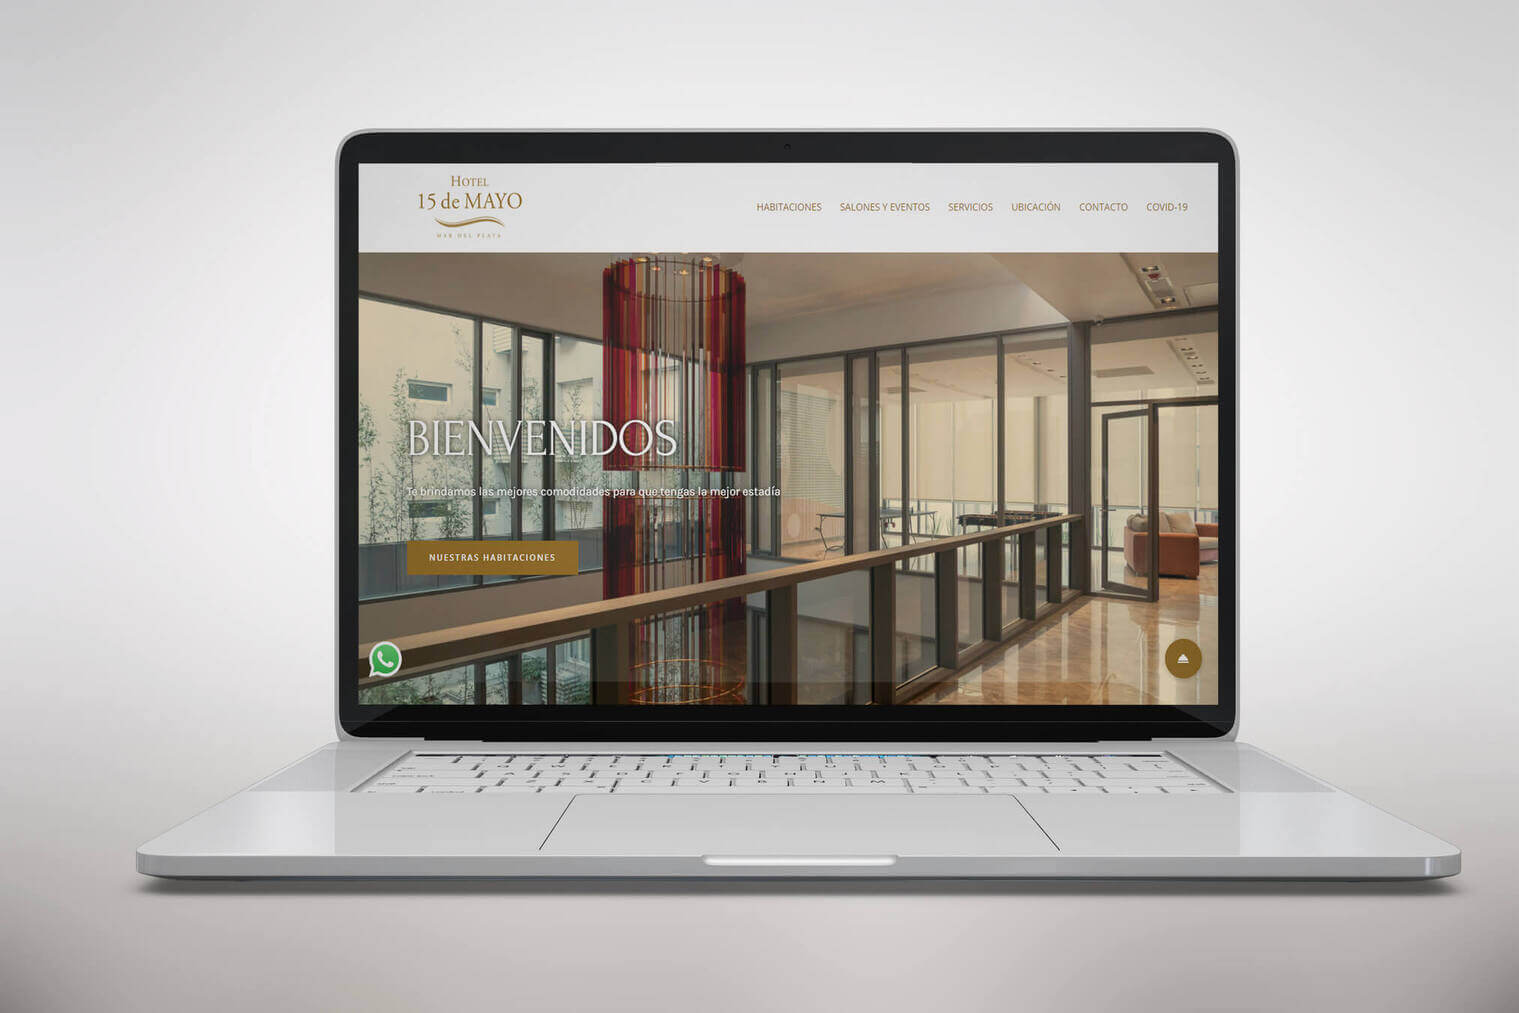 HOTEL
15 de MAYO
MAR DEL PLATA
HABITACIONES SALONES Y EVENTOS SERVICIOS UBICACIÓN CONTACTO COVID-19
BIENVENIDOS
Te brindamos las mejores comodidades para que tengas la mejor estadía
NUESTRAS HABITACIONES